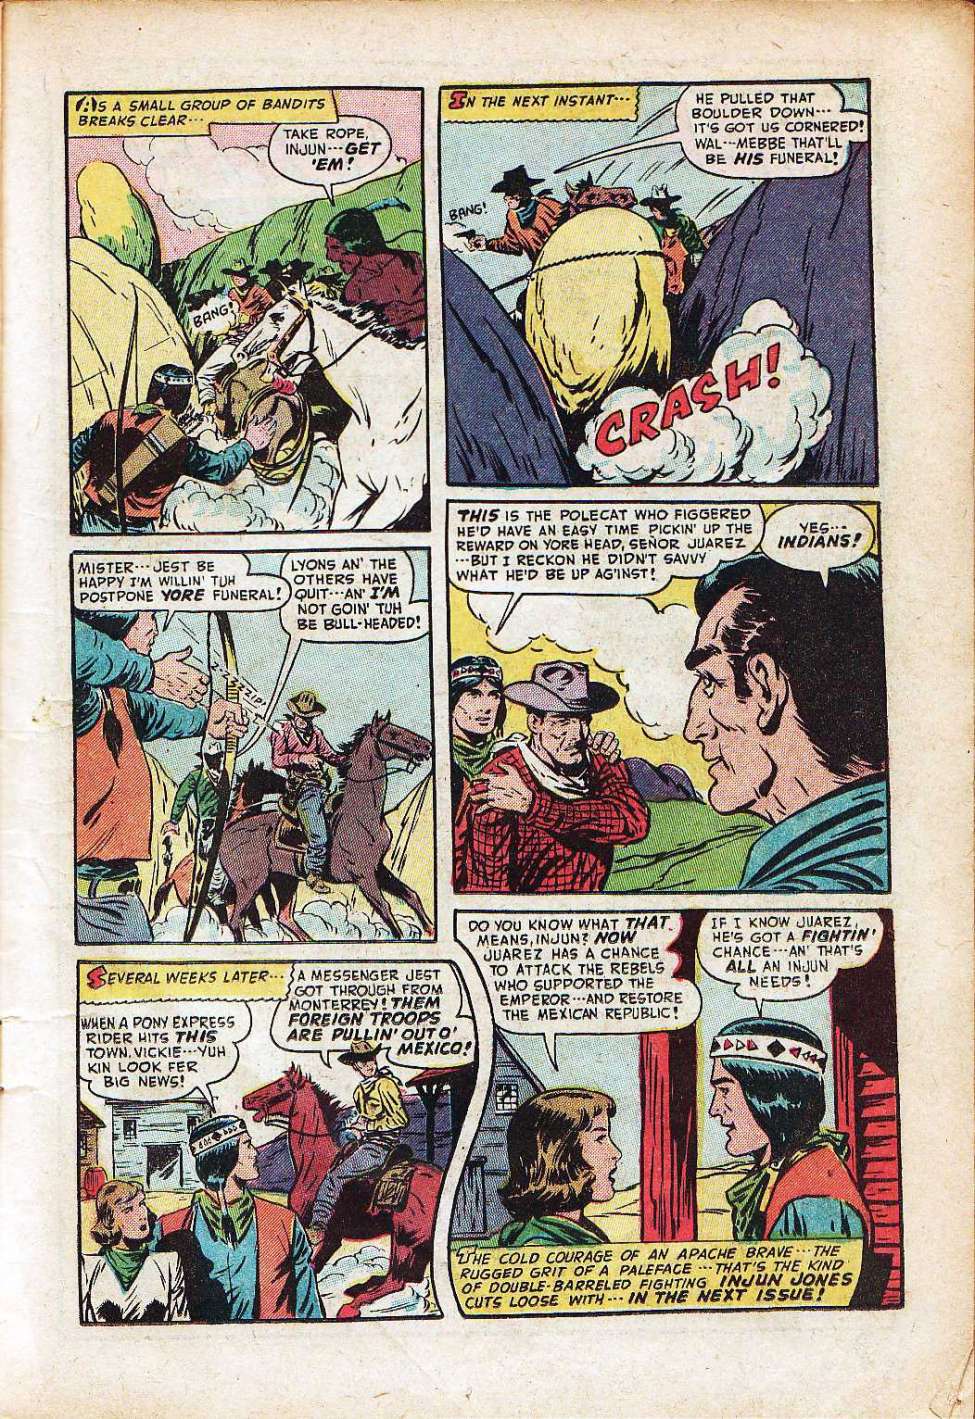 AS A SMALL GROUP OF BANDITS
BREAKS CLEAR---
TAKE ROPE,
INJUN---GET
'EM!
BANG!
IN THE NEXT INSTANT---
HE PULLED THAT
BOULDER DOWN---
IT'S GOT US CORNERED!
WAL---MEBBE THAT'LL
BE HIS FUNERAL!
BANG!
CRASH!
MISTER---JEST BE
HAPPY I'M WILLIN' TUH
POSTPONE YORE FUNERAL!
LYONS AN' THE
OTHERS HAVE
QUIT---AN' I'M
NOT GOIN' TUH
BE BULL-HEADED!
Z-ZZZZIP!
THIS IS THE POLECAT WHO FIGGERED
HE'D HAVE AN EASY TIME PICKIN' UP THE
REWARD ON YORE HEAD, SEÑOR JUAREZ
---BUT I RECKON HE DIDN'T SAVVY
WHAT HE'D BE UP AG'INST!
YES---
INDIANS!
SEVERAL WEEKS LATER---
WHEN A PONY EXPRESS
RIDER HITS THIS
TOWN, VICKIE---YUH
KIN LOOK FER
BIG NEWS!
A MESSENGER JEST
GOT THROUGH FROM
MONTERREY! THEM
FOREIGN TROOPS
ARE PULLIN' OUT O'
MEXICO!
DO YOU KNOW WHAT THAT
MEANS, INJUN? NOW
JUAREZ HAS A CHANCE
TO ATTACK THE REBELS
WHO SUPPORTED THE
EMPEROR---AND RESTORE
THE MEXICAN REPUBLIC!
IF I KNOW JUAREZ,
HE'S GOT A FIGHTIN'
CHANCE---AN' THAT'S
ALL AN INJUN
NEEDS!
THE COLD COURAGE OF AN APACHE BRAVE---THE
RUGGED GRIT OF A PALEFACE---THAT'S THE KIND
OF DOUBLE-BARRELED FIGHTING INJUN JONES
CUTS LOOSE WITH--- IN THE NEXT ISSUE!